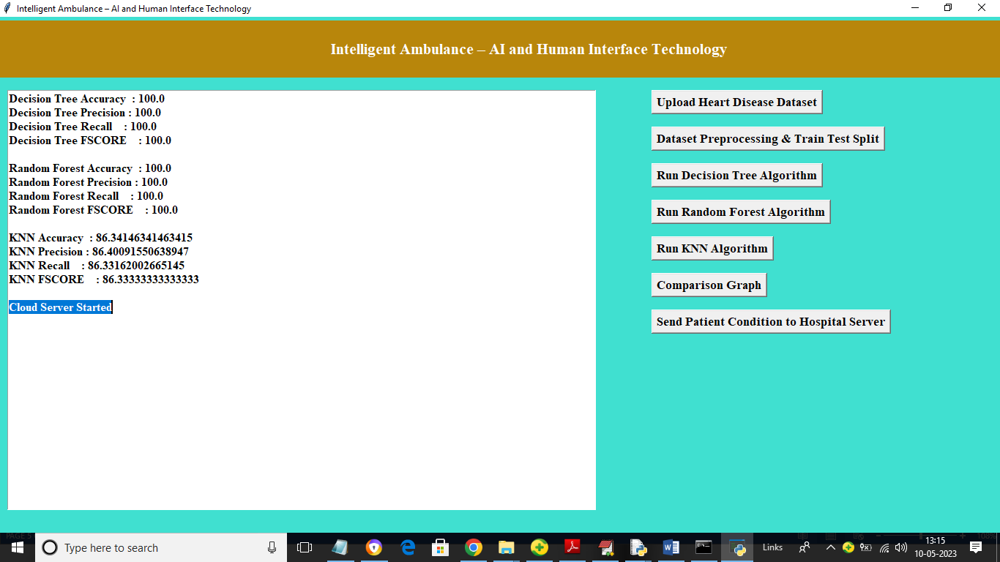 Intelligent Ambulance – AI and Human Interface Technology
Intelligent Ambulance – AI and Human Interface Technology
Decision Tree Accuracy : 100.0
Decision Tree Precision : 100.0
Decision Tree Recall : 100.0
Decision Tree FSCORE : 100.0
Random Forest Accuracy : 100.0
Random Forest Precision : 100.0
Random Forest Recall : 100.0
Random Forest FSCORE : 100.0
KNN Accuracy : 86.34146341463415
KNN Precision : 86.40091550638947
KNN Recall : 86.33162002665145
KNN FSCORE : 86.33333333333333
Cloud Server Started
Upload Heart Disease Dataset
Dataset Preprocessing & Train Test Split
Run Decision Tree Algorithm
Run Random Forest Algorithm
Run KNN Algorithm
Comparison Graph
Send Patient Condition to Hospital Server
Type here to search
Links
13:15
10-05-2023